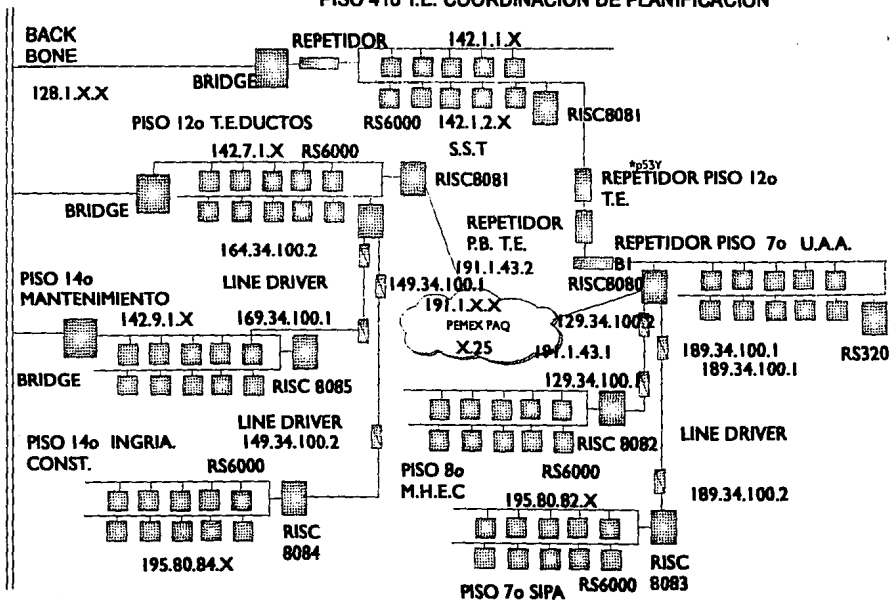 PISO 41o T.E. COORDINACION DE PLANIFICACION
BACK
BONE
REPETIDOR
142.1.1.X
BRIDGE
128.1.X.X
RS6000
142.1.2.X
RISC8081
S.S.T
PISO 12o T.E.DUCTOS
142.7.1.X RS6000
RISC8081
BRIDGE
*p53Y
REPETIDOR PISO 12o
T.E.
REPETIDOR
P.B. T.E.
REPETIDOR PISO 7o U.A.A.
B1
RISC8080
164.34.100.2
191.1.43.2
149.34.100.1
LINE DRIVER
191.1.X.X
PEMEX PAQ
X.25
129.34.100.2
191.1.43.1
129.34.100.1
189.34.100.1
189.34.100.1
RS320
PISO 14o
MANTENIMIENTO
142.9.1.X
169.34.100.1
BRIDGE
RISC 8085
RISC 8082
LINE DRIVER
PISO 8o
M.H.E.C
RS6000
LINE DRIVER
149.34.100.2
PISO 14o INGRIA.
CONST.
RS6000
RISC
8084
195.80.84.X
195.80.82.X
189.34.100.2
RISC
8083
PISO 7o SIPA
RS6000